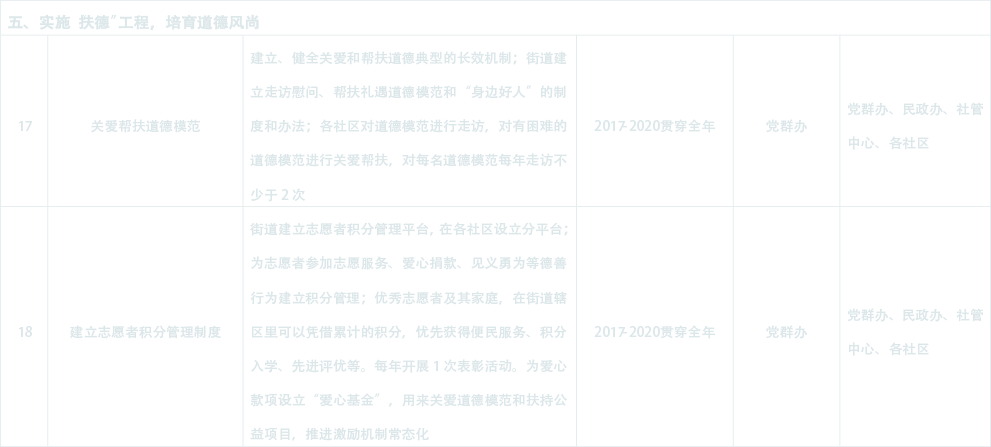 五、实施 扶德"工程，培育道德风尚
17
关爱帮扶道德模范
建立、健全关爱和帮扶道德典型的长效机制；街道建
立走访慰问、帮扶礼遇道德模范和“身边好人”的制
度和办法；各社区对道德模范进行走访，对有困难的
道德模范进行关爱帮扶，对每名道德模范每年走访不
少于 2 次
2017-2020贯穿全年
党群办
党群办、民政办、社管
中心、各社区
18
建立志愿者积分管理制度
街道建立志愿者积分管理平台，在各社区设立分平台；
为志愿者参加志愿服务、爱心捐款、见义勇为等德善
行为建立积分管理；优秀志愿者及其家庭，在街道辖
区里可以凭借累计的积分，优先获得便民服务、积分
入学、先进评优等。每年开展 1 次表彰活动。为爱心
款项设立“爱心基金”，用来关爱道德模范和扶持公
益项目，推进激励机制常态化
2017-2020贯穿全年
党群办
党群办、民政办、社管
中心、各社区